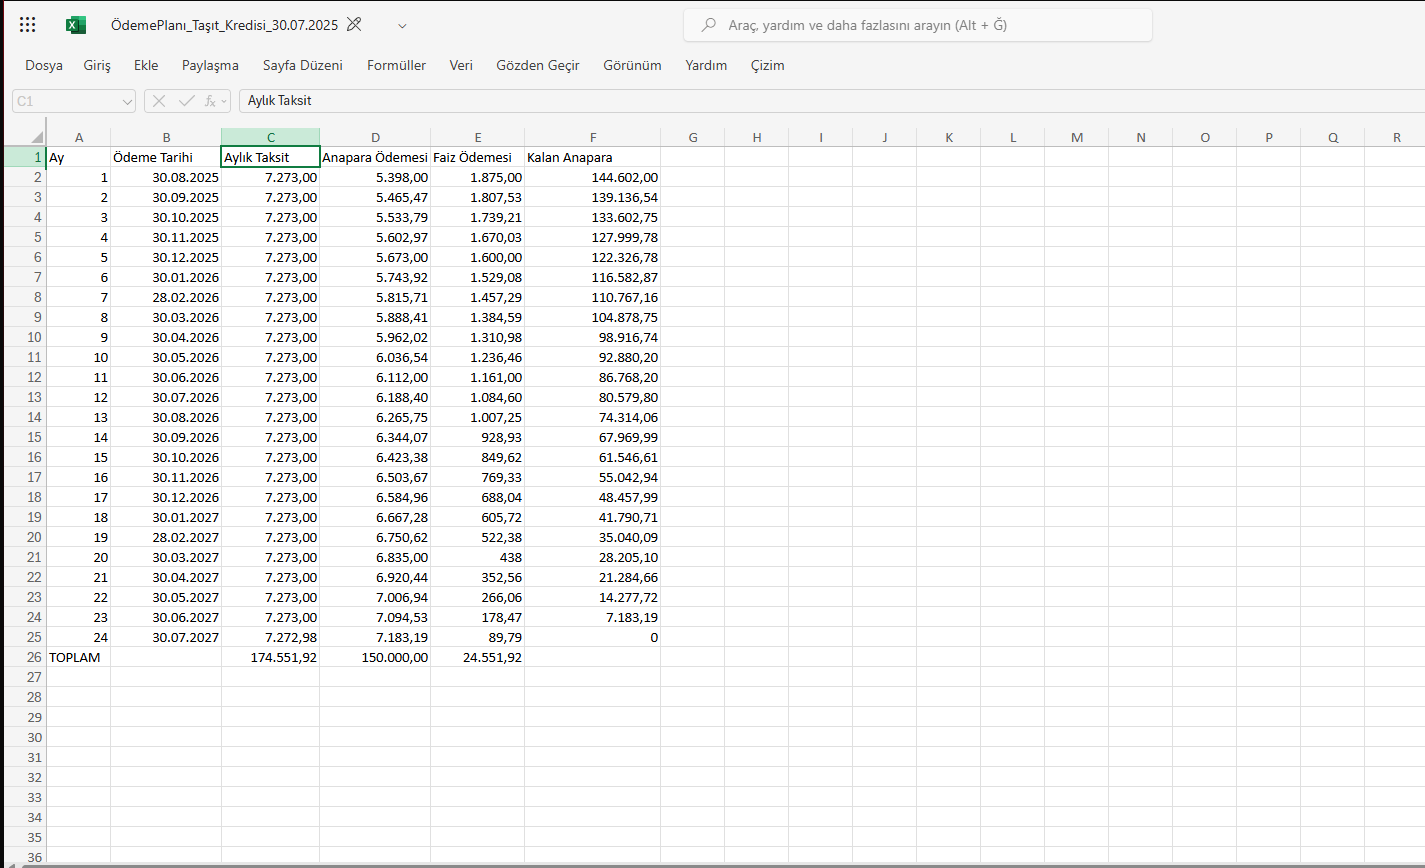 ÖdemePlanı_Taşıt_Kredisi_30.07.2025
Araç, yardım ve daha fazlasını arayın (Alt + Ğ)
Dosya Giriş Ekle Paylaşma Sayfa Düzeni Formüller Veri Gözden Geçir Görünüm Yardım Çizim
C1 fx Aylık Taksit
A B C D E F G H I J K L M N O P Q R
1 Ay Ödeme Tarihi Aylık Taksit Anapara Ödemesi Faiz Ödemesi Kalan Anapara
2 1 30.08.2025 7.273,00 5.398,00 1.875,00 144.602,00
3 2 30.09.2025 7.273,00 5.465,47 1.807,53 139.136,54
4 3 30.10.2025 7.273,00 5.533,79 1.739,21 133.602,75
5 4 30.11.2025 7.273,00 5.602,97 1.670,03 127.999,78
6 5 30.12.2025 7.273,00 5.673,00 1.600,00 122.326,78
7 6 30.01.2026 7.273,00 5.743,92 1.529,08 116.582,87
8 7 28.02.2026 7.273,00 5.815,71 1.457,29 110.767,16
9 8 30.03.2026 7.273,00 5.888,41 1.384,59 104.878,75
10 9 30.04.2026 7.273,00 5.962,02 1.310,98 98.916,74
11 10 30.05.2026 7.273,00 6.036,54 1.236,46 92.880,20
12 11 30.06.2026 7.273,00 6.112,00 1.161,00 86.768,20
13 12 30.07.2026 7.273,00 6.188,40 1.084,60 80.579,80
14 13 30.08.2026 7.273,00 6.265,75 1.007,25 74.314,06
15 14 30.09.2026 7.273,00 6.344,07 928,93 67.969,99
16 15 30.10.2026 7.273,00 6.423,38 849,62 61.546,61
17 16 30.11.2026 7.273,00 6.503,67 769,33 55.042,94
18 17 30.12.2026 7.273,00 6.584,96 688,04 48.457,99
19 18 30.01.2027 7.273,00 6.667,28 605,72 41.790,71
20 19 28.02.2027 7.273,00 6.750,62 522,38 35.040,09
21 20 30.03.2027 7.273,00 6.835,00 438 28.205,10
22 21 30.04.2027 7.273,00 6.920,44 352,56 21.284,66
23 22 30.05.2027 7.273,00 7.006,94 266,06 14.277,72
24 23 30.06.2027 7.273,00 7.094,53 178,47 7.183,19
25 24 30.07.2027 7.272,98 7.183,19 89,79 0
26 TOPLAM 174.551,92 150.000,00 24.551,92
27
28
29
30
31
32
33
34
35
36